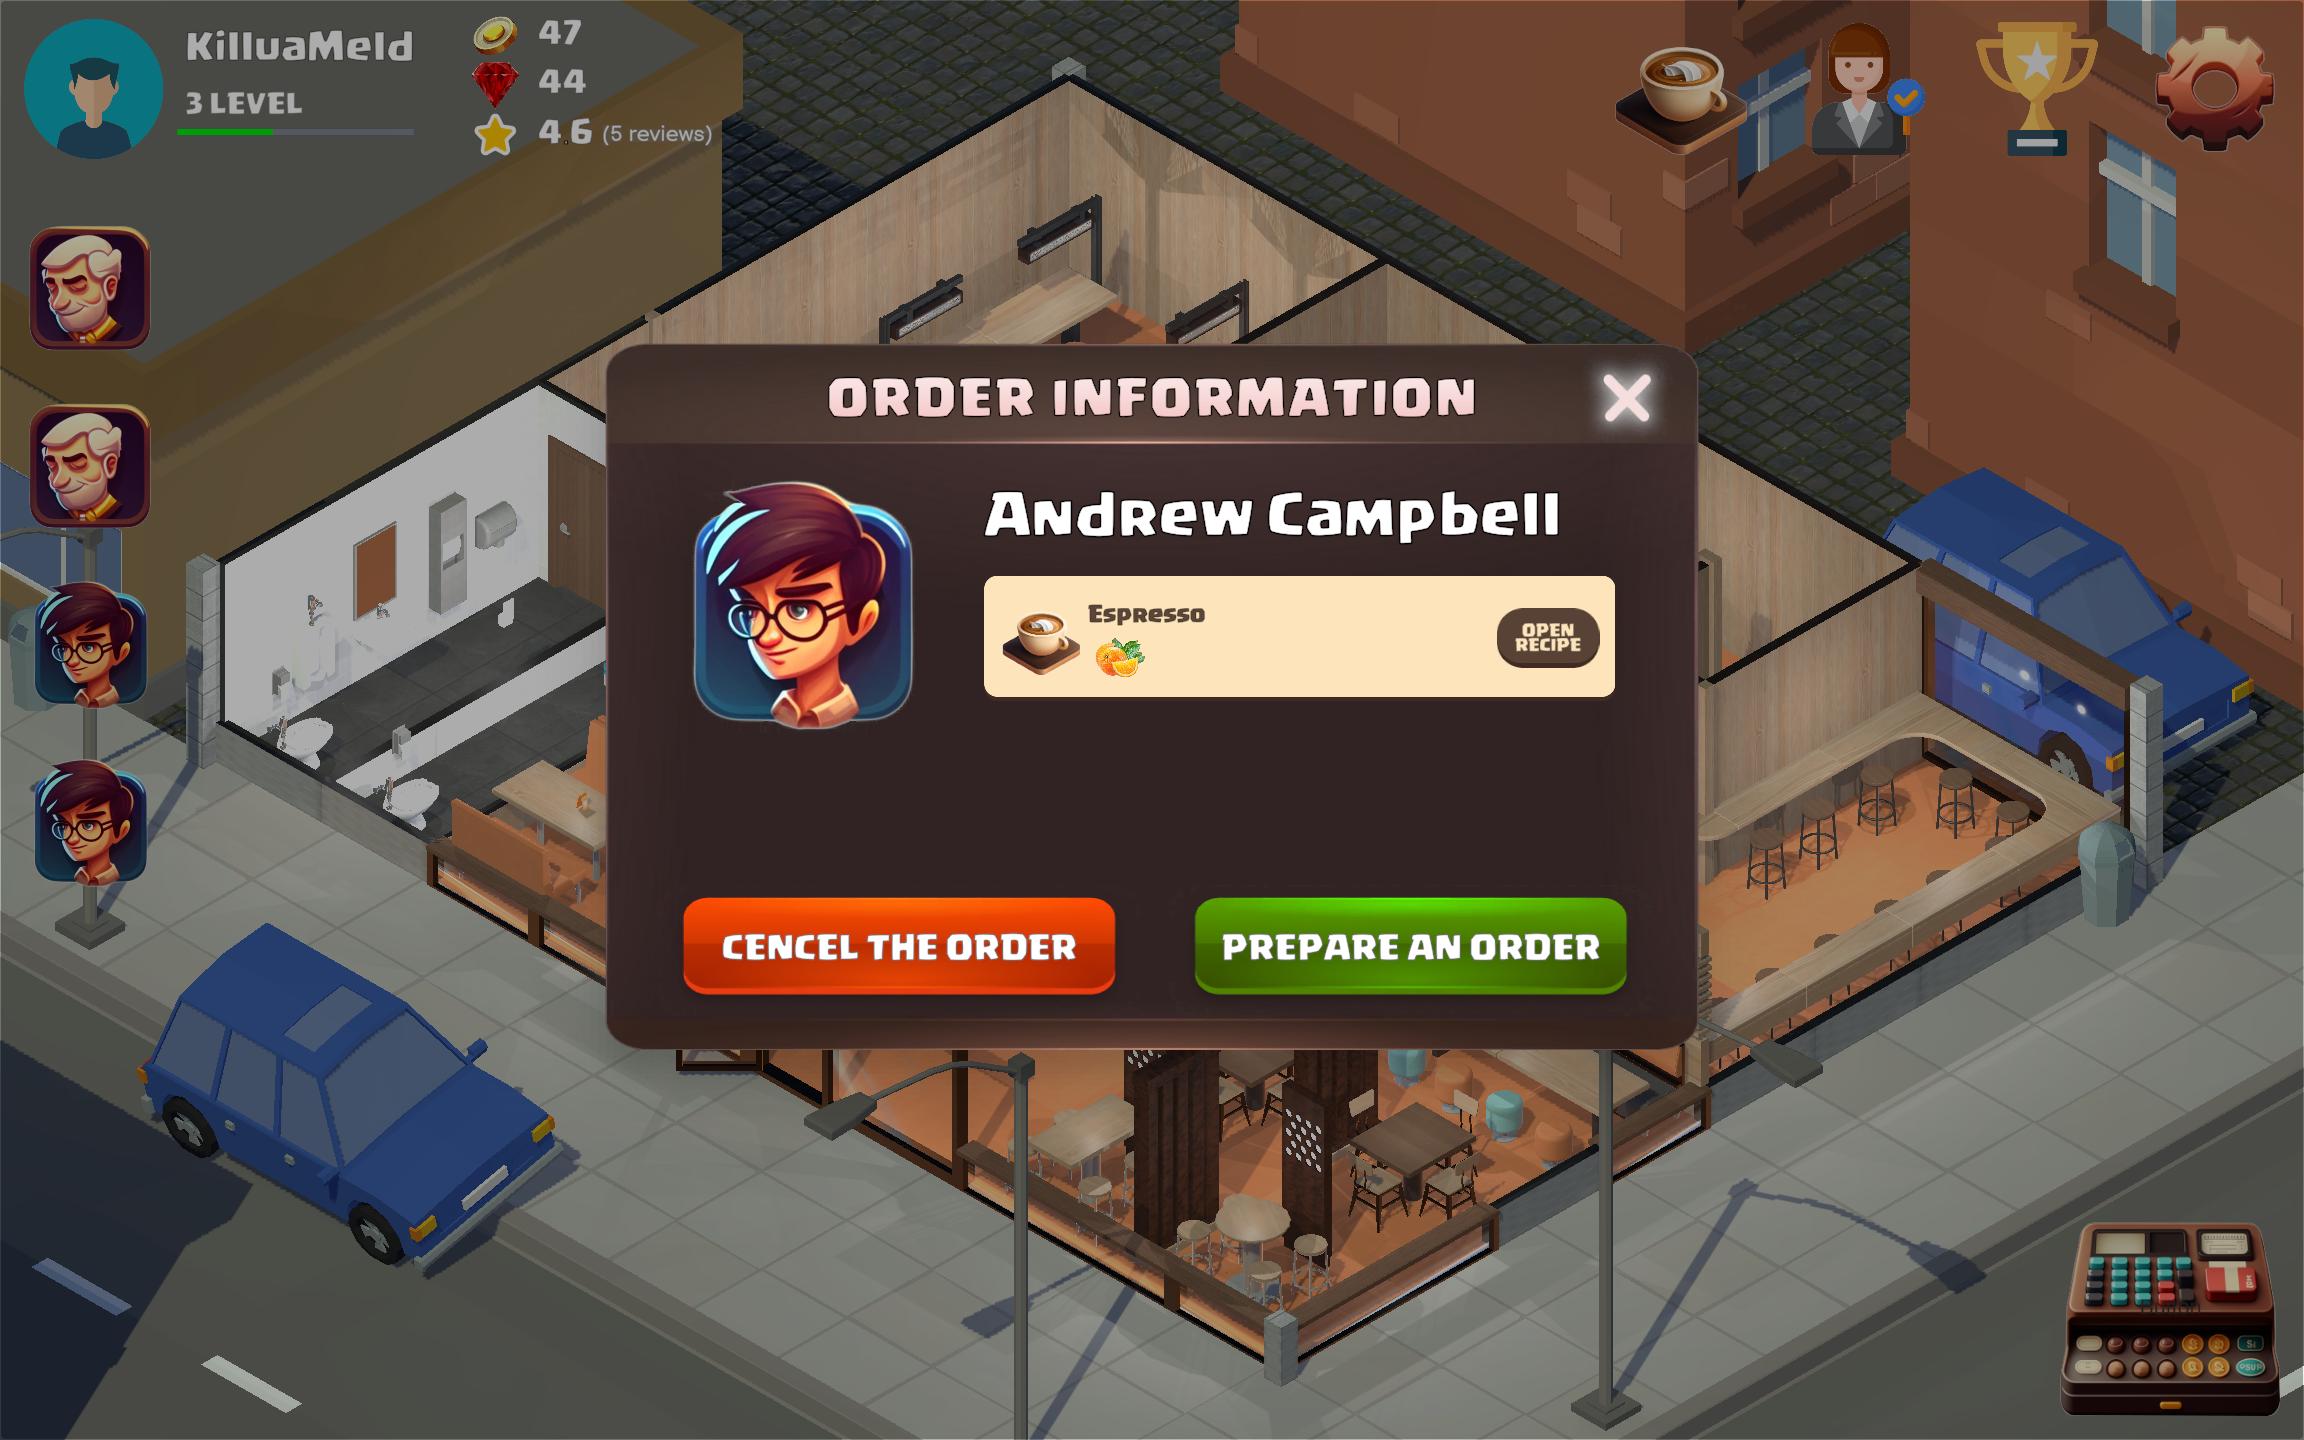 KilluaMeld
3 LEVEL
47
44
4.6 (5 reviews)
ORDER INFORMATION
Andrew Campbell
Espresso
OPEN
RECIPE
CENCEL THE ORDER
PREPARE AN ORDER